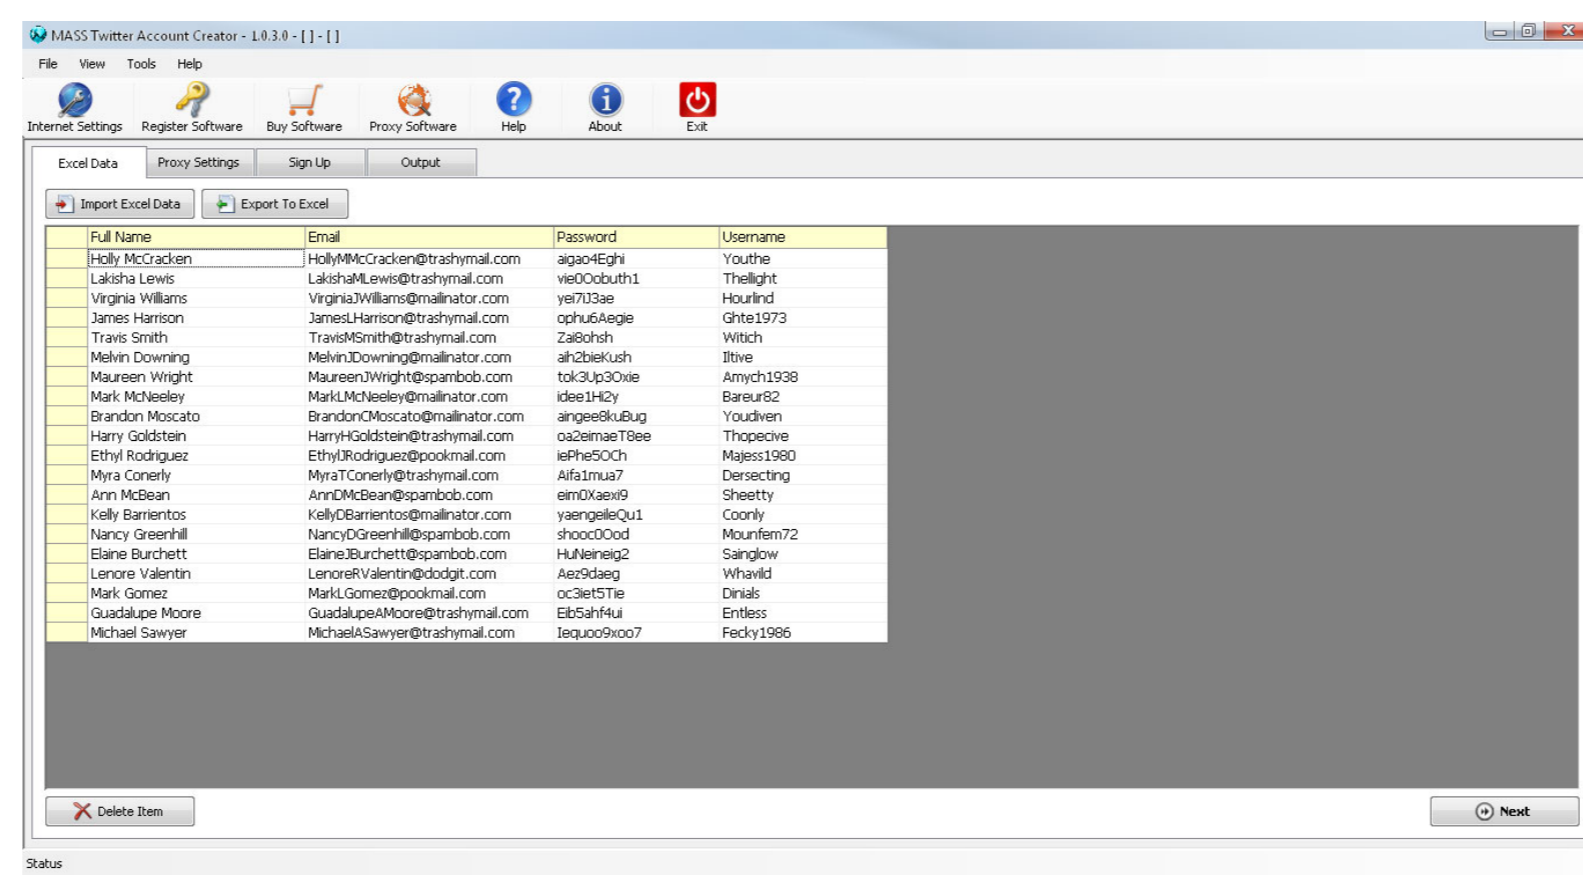 MASS Twitter Account Creator - 1.0.3.0 - [ ] - [ ]
File View Tools Help
Internet Settings Register Software Buy Software Proxy Software Help About Exit
Excel Data Proxy Settings Sign Up Output
Import Excel Data Export To Excel
Full Name Email Password Username
Holly McCracken HollyMMcCracken@trashymail.com aigao4Eghi Youthe
Lakisha Lewis LakishaMLewis@trashymail.com vie0Oobuth1 Thellight
Virginia Williams VirginiaJWilliams@mailinator.com yei7iJ3ae Hourlind
James Harrison JamesLHarrison@trashymail.com ophu6Aegie Ghte1973
Travis Smith TravisMSmith@trashymail.com Zai8ohsh Witich
Melvin Downing MelvinJDowning@mailinator.com aih2bieKush Iltive
Maureen Wright MaureenJWright@spambob.com tok3Up3Oxie Amych1938
Mark McNeeley MarkLMcNeeley@mailinator.com idee1Hi2y Bareur82
Brandon Moscato BrandonCMoscato@mailinator.com aingee8kuBug Youdiven
Harry Goldstein HarryHGoldstein@trashymail.com oa2eimaeT8ee Thopecive
Ethyl Rodriguez EthylJRodriguez@pookmail.com iePhe5OCh Majess1980
Myra Conerly MyraTConerly@trashymail.com Aifa1mua7 Dersecting
Ann McBean AnnDMcBean@spambob.com eim0Xaexi9 Sheetty
Kelly Barrientos KellyDBarrientos@mailinator.com yaengeileQu1 Coonly
Nancy Greenhill NancyDGreenhill@spambob.com shooc0Ood Mounfem72
Elaine Burchett ElaineJBurchett@spambob.com HuNeineig2 Sainglow
Lenore Valentin LenoreRValentin@dodgit.com Aez9daeg Whavild
Mark Gomez MarkLGomez@pookmail.com oc3iet5Tie Dinials
Guadalupe Moore GuadalupeAMoore@trashymail.com Eib5ahf4ui Entless
Michael Sawyer MichaelASawyer@trashymail.com Iequoo9xoo7 Fecky1986
Delete Item Next
Status